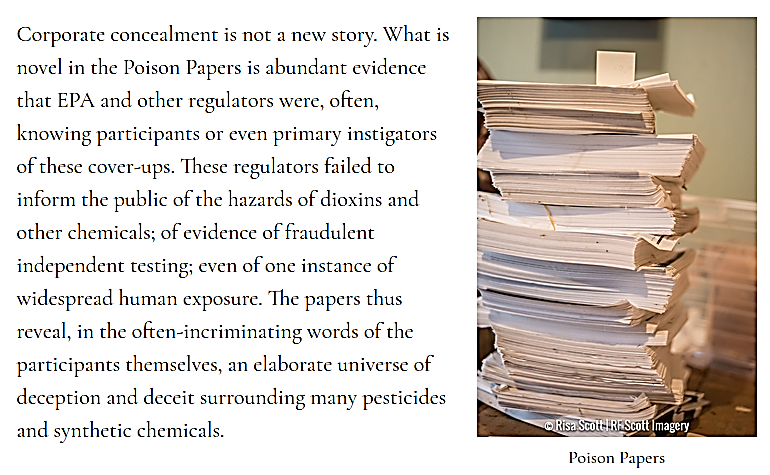 Corporate concealment is not a new story. What is
novel in the Poison Papers is abundant evidence
that EPA and other regulators were, often,
knowing participants or even primary instigators
of these cover-ups. These regulators failed to
inform the public of the hazards of dioxins and
other chemicals; of evidence of fraudulent
independent testing; even of one instance of
widespread human exposure. The papers thus
reveal, in the often-incriminating words of the
participants themselves, an elaborate universe of
deception and deceit surrounding many pesticides
and synthetic chemicals.
© Risa Scott | RF Scott Imagery
Poison Papers